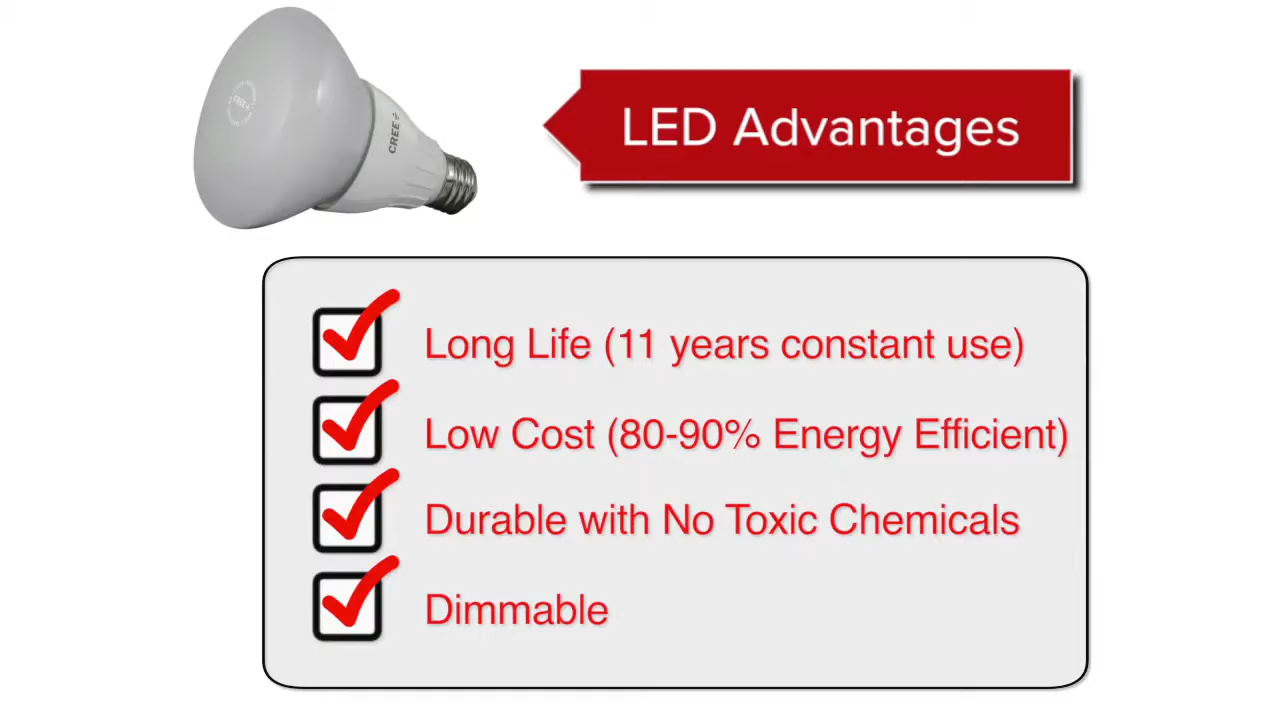 CREE
LED Advantages
Long Life (11 years constant use)
Low Cost (80-90% Energy Efficient)
Durable with No Toxic Chemicals
Dimmable